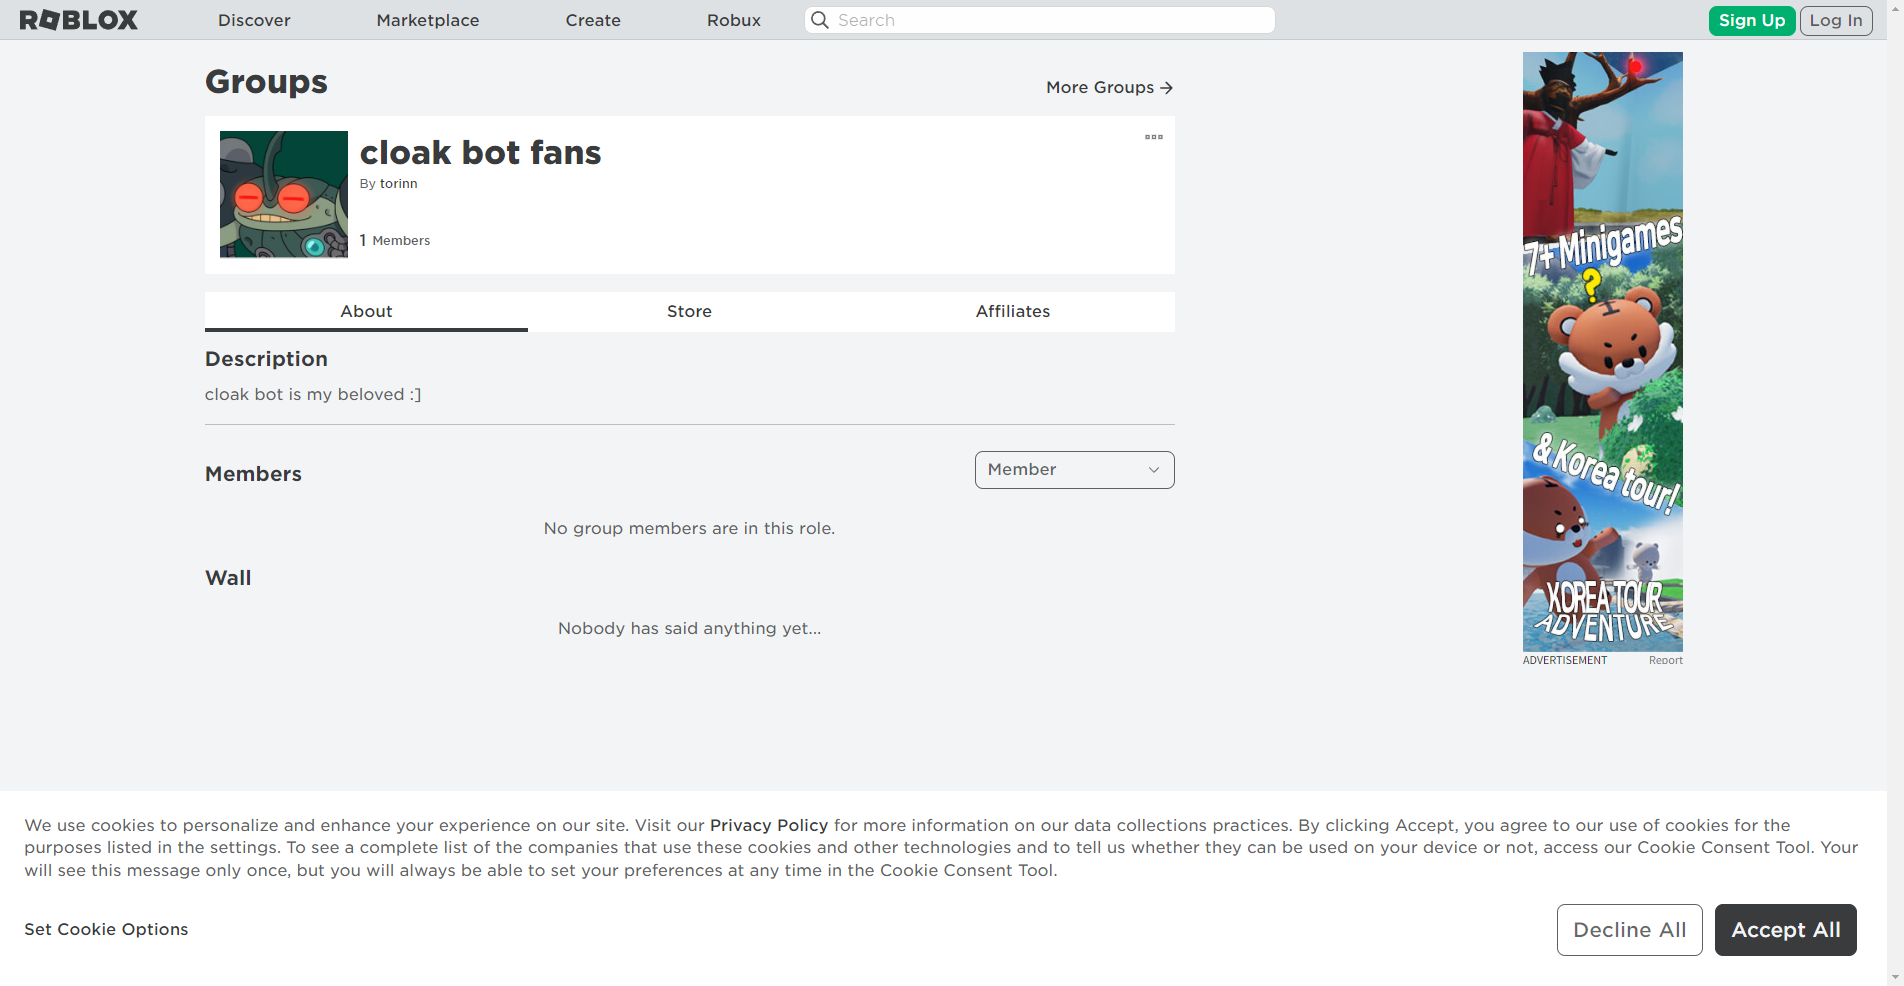 ROBLOX
Discover
Marketplace
Create
Robux
Search
Sign Up
Log In
Groups
More Groups
cloak bot fans
By torinn
1 Members
About
Store
Affiliates
Description
cloak bot is my beloved :]
Members
Member
No group members are in this role.
Wall
Nobody has said anything yet...
7+ Minigames
?
& Korea tour!
KOREA TOUR
ADVENTURE
ADVERTISEMENT
Report
We use cookies to personalize and enhance your experience on our site. Visit our Privacy Policy for more information on our data collections practices. By clicking Accept, you agree to our use of cookies for the
purposes listed in the settings. To see a complete list of the companies that use these cookies and other technologies and to tell us whether they can be used on your device or not, access our Cookie Consent Tool. Your
will see this message only once, but you will always be able to set your preferences at any time in the Cookie Consent Tool.
Set Cookie Options
Decline All
Accept All